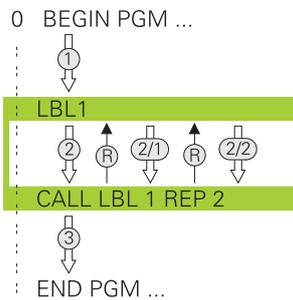 0 BEGIN PGM ...
1
LBL1
2 R 2/1 R 2/2
CALL LBL 1 REP 2
3
END PGM ...